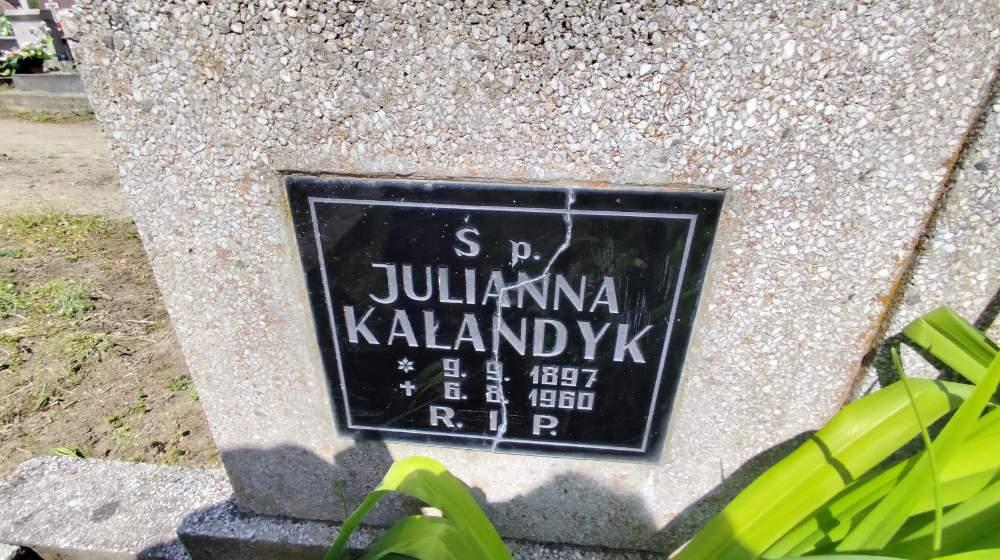 Ś p.
JULIANNA
KAŁANDYK
* 9. 9. 1897
+ 6. 8. 1960
R. I P.